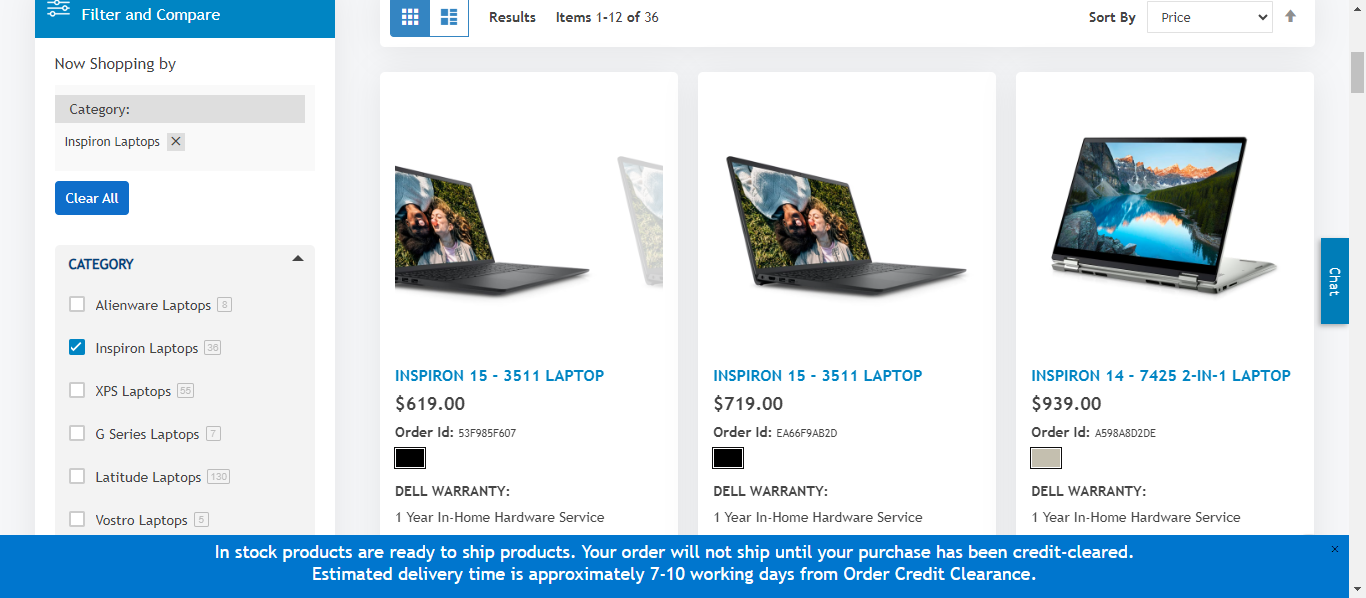 Filter and Compare
Results Items 1-12 of 36 Sort By Price
Now Shopping by
Category:
Inspiron Laptops
Clear All
CATEGORY
Alienware Laptops 8
Inspiron Laptops 36
XPS Laptops 55
G Series Laptops 7
Latitude Laptops 130
Vostro Laptops 5
INSPIRON 15 - 3511 LAPTOP
$619.00
Order Id: 53F985F607
DELL WARRANTY:
1 Year In-Home Hardware Service
INSPIRON 15 - 3511 LAPTOP
$719.00
Order Id: EA66F9AB2D
DELL WARRANTY:
1 Year In-Home Hardware Service
INSPIRON 14 - 7425 2-IN-1 LAPTOP
$939.00
Order Id: A598A8D2DE
DELL WARRANTY:
1 Year In-Home Hardware Service
Chat
In stock products are ready to ship products. Your order will not ship until your purchase has been credit-cleared.
Estimated delivery time is approximately 7-10 working days from Order Credit Clearance.